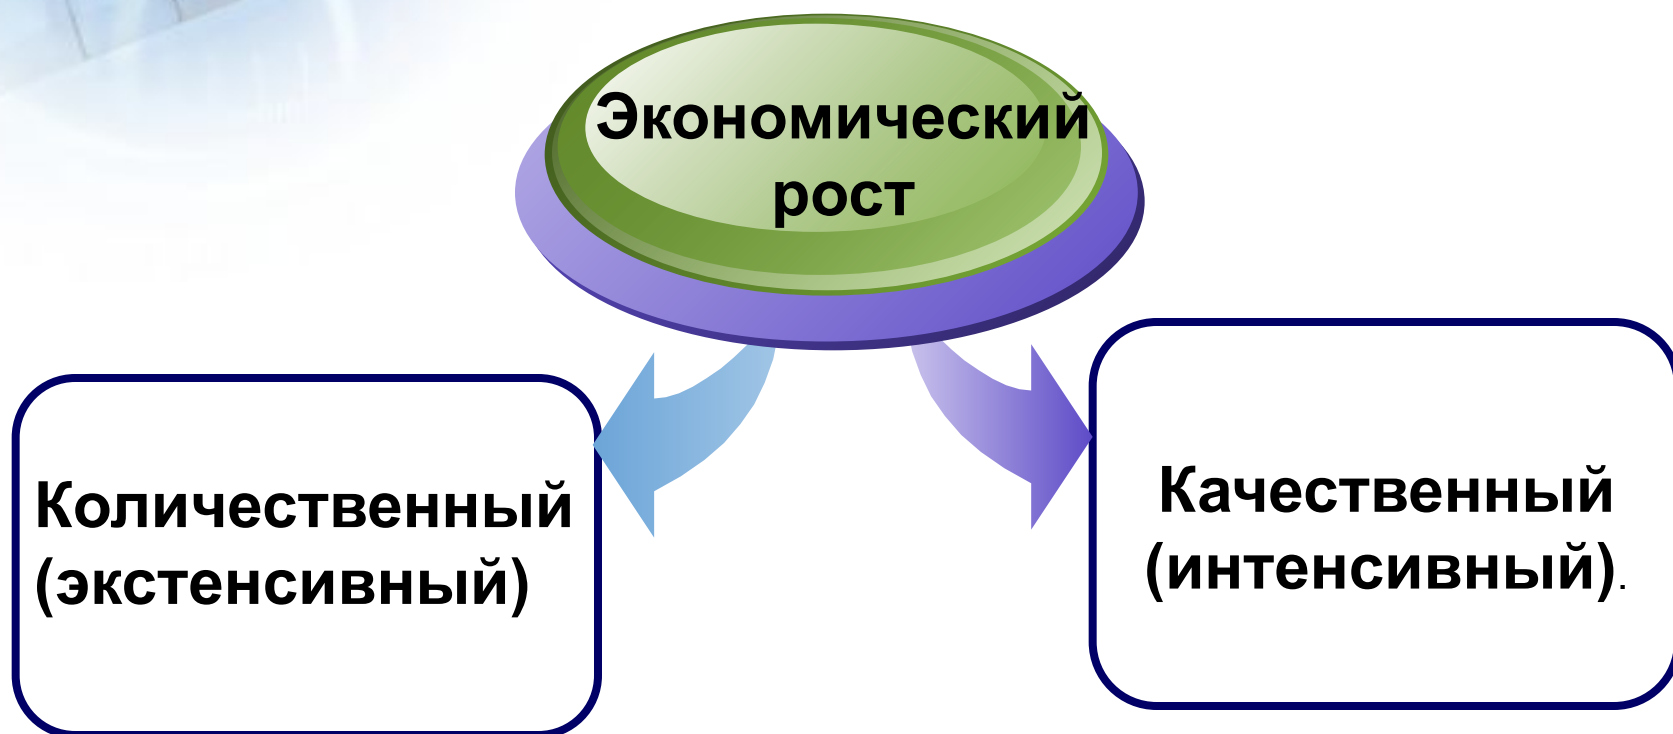 Экономический
рост
Количественный
(экстенсивный)
Качественный
(интенсивный).